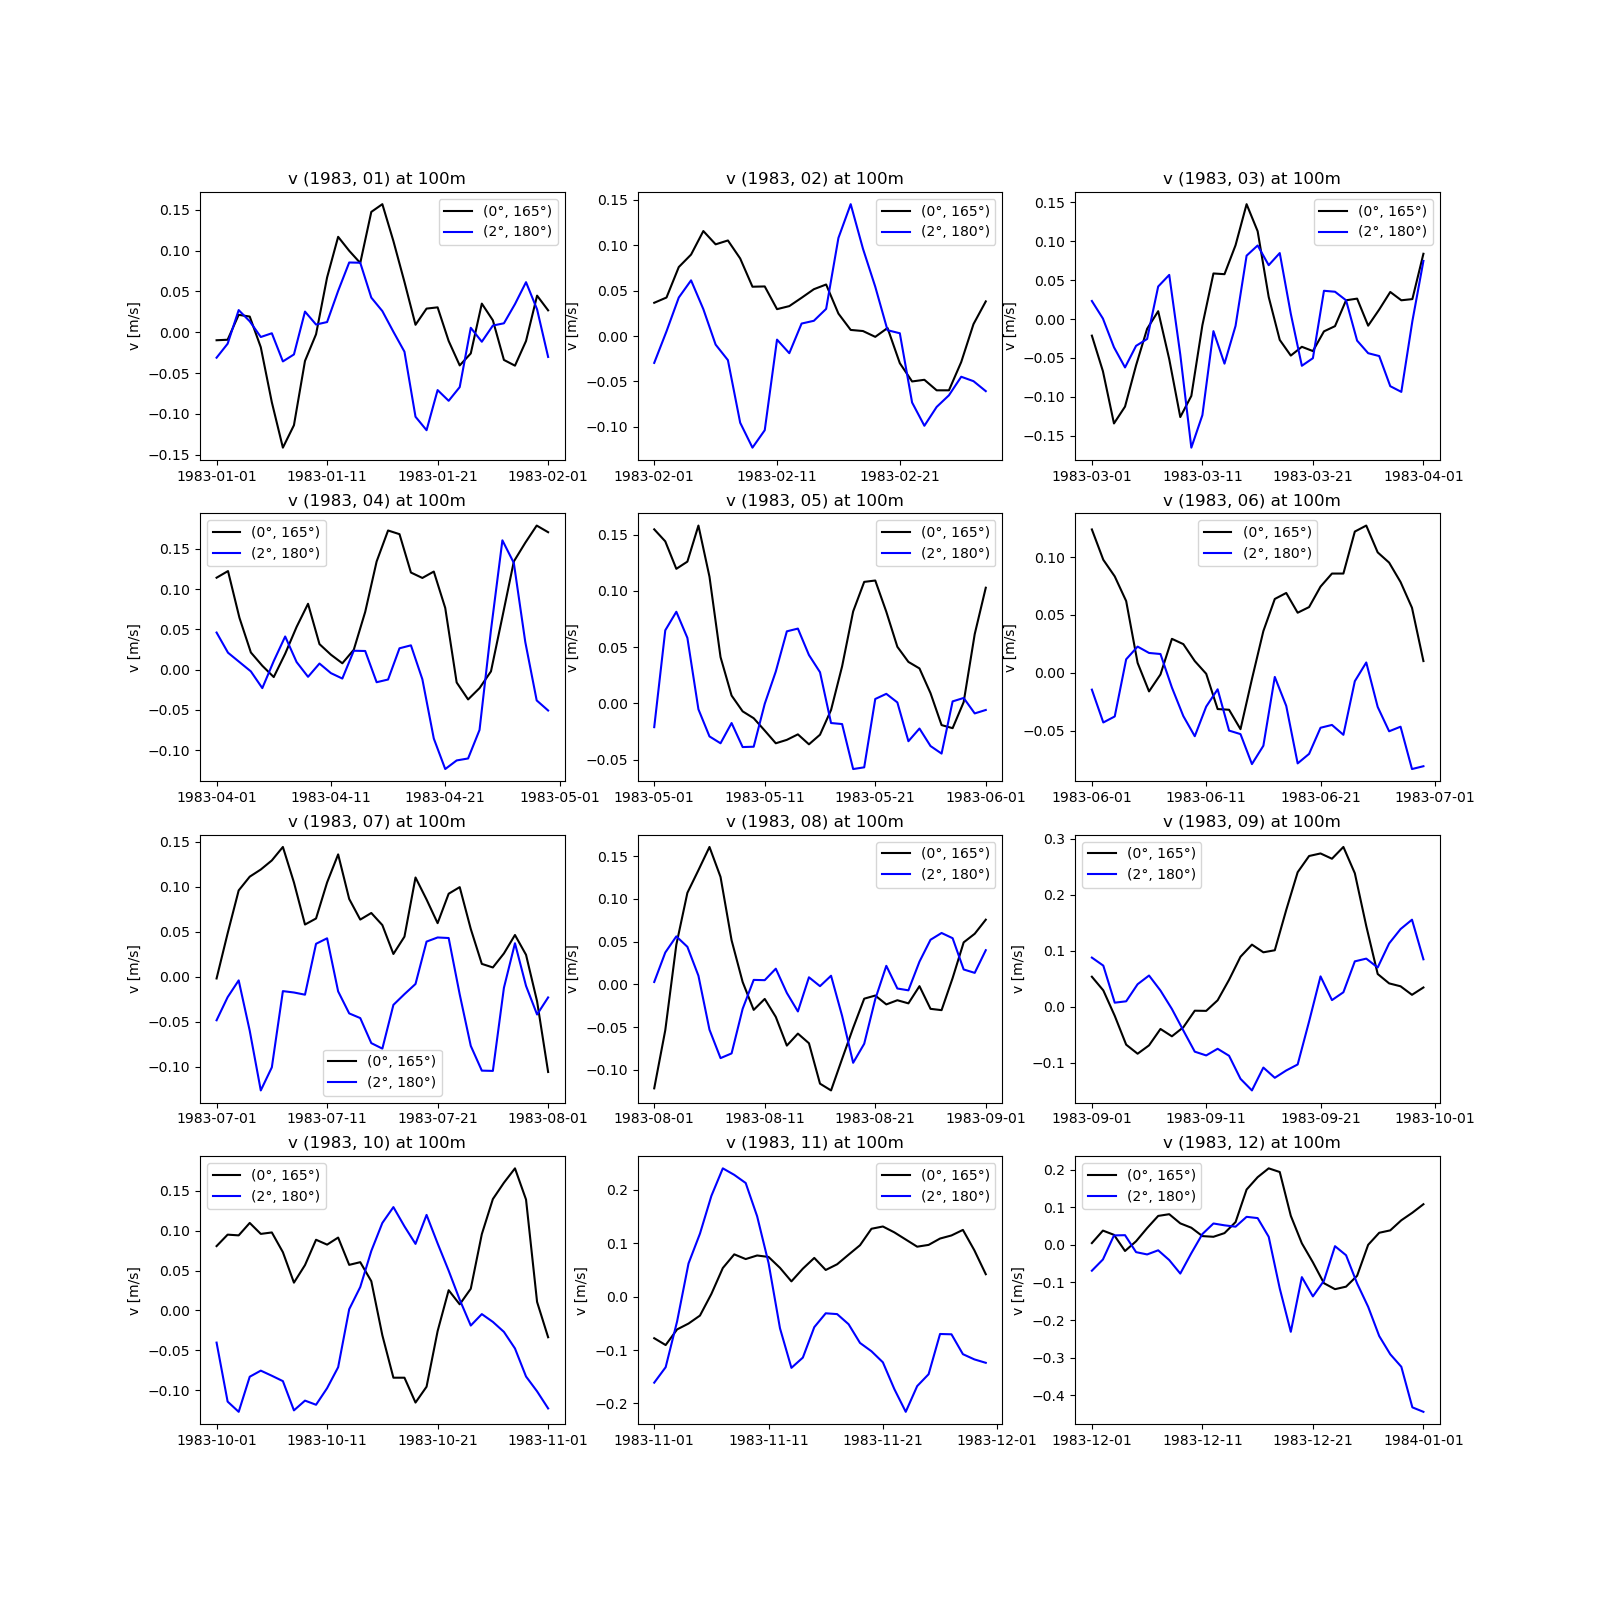 v (1983, 01) at 100m
v [m/s]
0.15
0.10
0.05
0.00
−0.05
−0.10
−0.15
(0°, 165°)
(2°, 180°)
1983-01-01 1983-01-11 1983-01-21 1983-02-01
v (1983, 02) at 100m
v [m/s]
0.15
0.10
0.05
0.00
−0.05
−0.10
(0°, 165°)
(2°, 180°)
1983-02-01 1983-02-11 1983-02-21
v (1983, 03) at 100m
v [m/s]
0.15
0.10
0.05
0.00
−0.05
−0.10
−0.15
(0°, 165°)
(2°, 180°)
1983-03-01 1983-03-11 1983-03-21 1983-04-01
v (1983, 04) at 100m
v [m/s]
0.15
0.10
0.05
0.00
−0.05
−0.10
(0°, 165°)
(2°, 180°)
1983-04-01 1983-04-11 1983-04-21 1983-05-01
v (1983, 05) at 100m
v [m/s]
0.15
0.10
0.05
0.00
−0.05
(0°, 165°)
(2°, 180°)
1983-05-01 1983-05-11 1983-05-21 1983-06-01
v (1983, 06) at 100m
v [m/s]
0.10
0.05
0.00
−0.05
(0°, 165°)
(2°, 180°)
1983-06-01 1983-06-11 1983-06-21 1983-07-01
v (1983, 07) at 100m
v [m/s]
0.15
0.10
0.05
0.00
−0.05
−0.10
(0°, 165°)
(2°, 180°)
1983-07-01 1983-07-11 1983-07-21 1983-08-01
v (1983, 08) at 100m
v [m/s]
0.15
0.10
0.05
0.00
−0.05
−0.10
(0°, 165°)
(2°, 180°)
1983-08-01 1983-08-11 1983-08-21 1983-09-01
v (1983, 09) at 100m
v [m/s]
0.3
0.2
0.1
0.0
−0.1
(0°, 165°)
(2°, 180°)
1983-09-01 1983-09-11 1983-09-21 1983-10-01
v (1983, 10) at 100m
v [m/s]
0.15
0.10
0.05
0.00
−0.05
−0.10
(0°, 165°)
(2°, 180°)
1983-10-01 1983-10-11 1983-10-21 1983-11-01
v (1983, 11) at 100m
v [m/s]
0.2
0.1
0.0
−0.1
−0.2
(0°, 165°)
(2°, 180°)
1983-11-01 1983-11-11 1983-11-21 1983-12-01
v (1983, 12) at 100m
v [m/s]
0.2
0.1
0.0
−0.1
−0.2
−0.3
−0.4
(0°, 165°)
(2°, 180°)
1983-12-01 1983-12-11 1983-12-21 1984-01-01